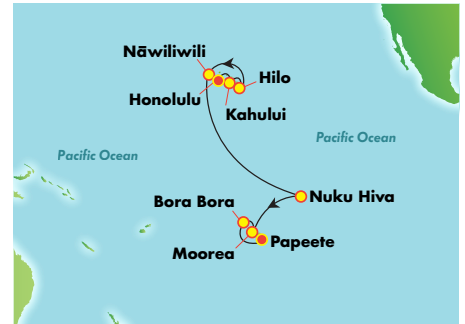 Nāwiliwili
Hilo
Honolulu
Kahului
Pacific Ocean
Pacific Ocean
Nuku Hiva
Bora Bora
Papeete
Moorea